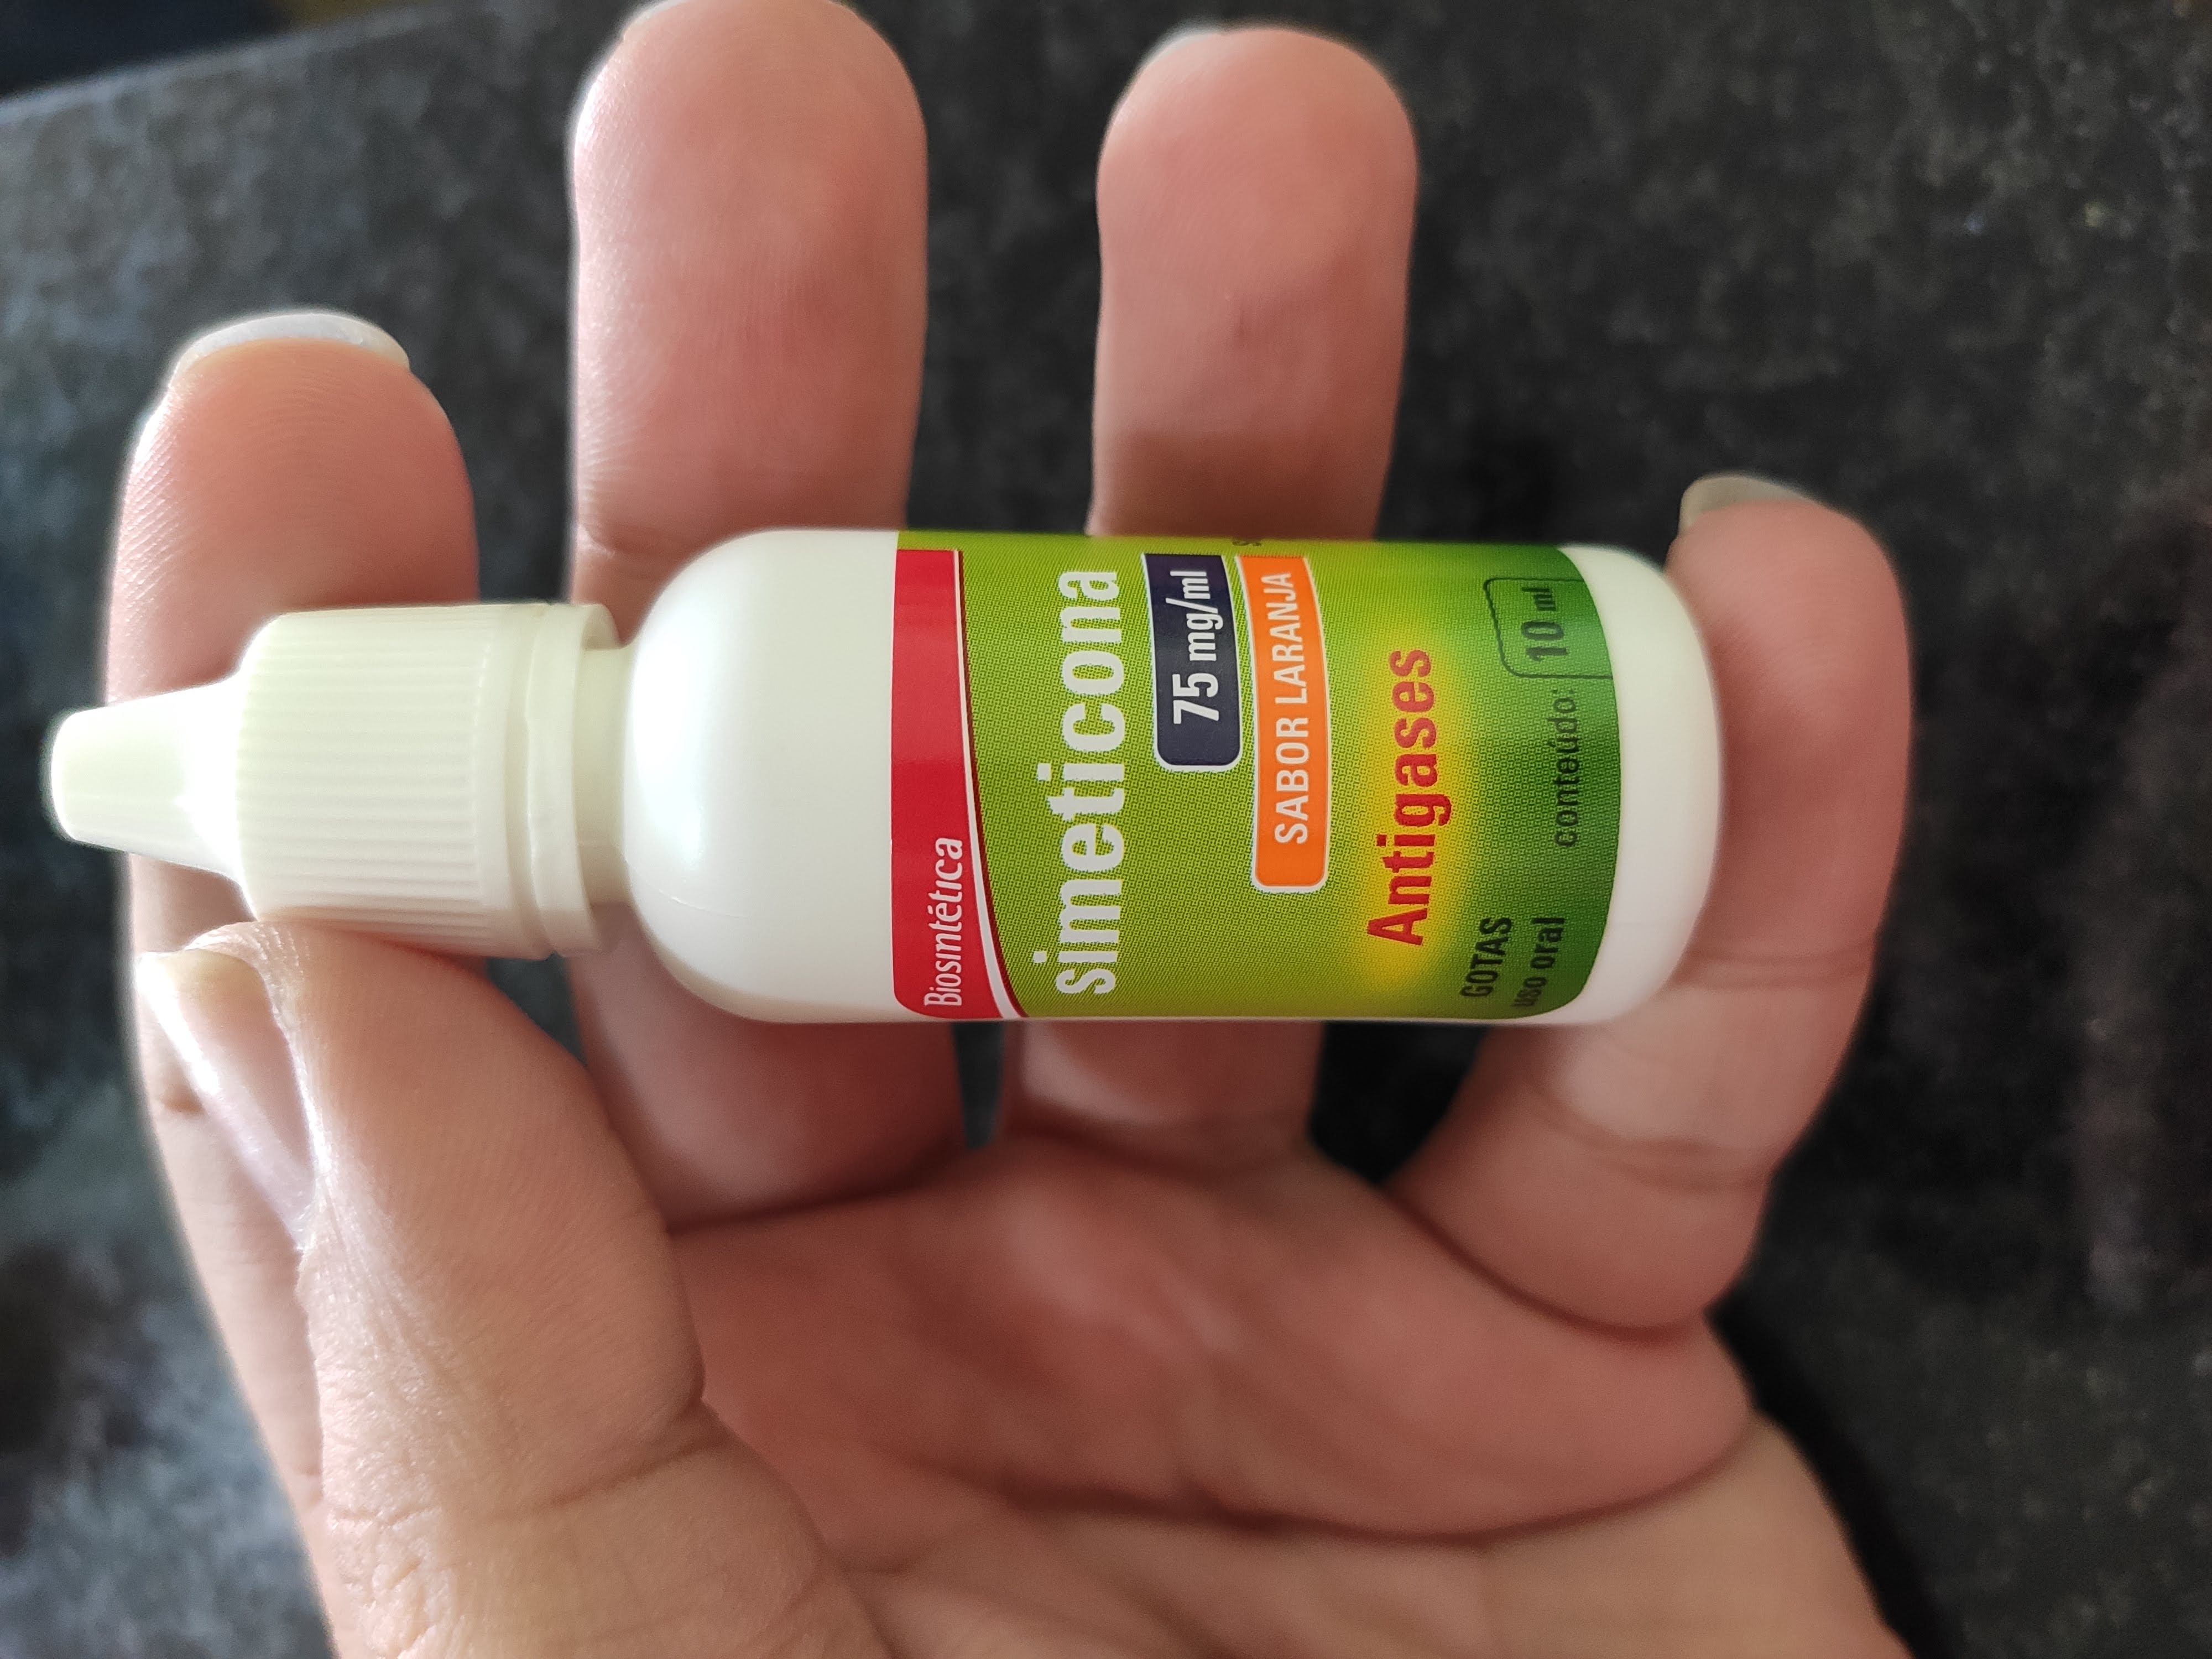 Biosintética
simeticona
75 mg/ml
SABOR LARANJA
Antigases
GOTAS
uso oral
conteúdo: 10 ml